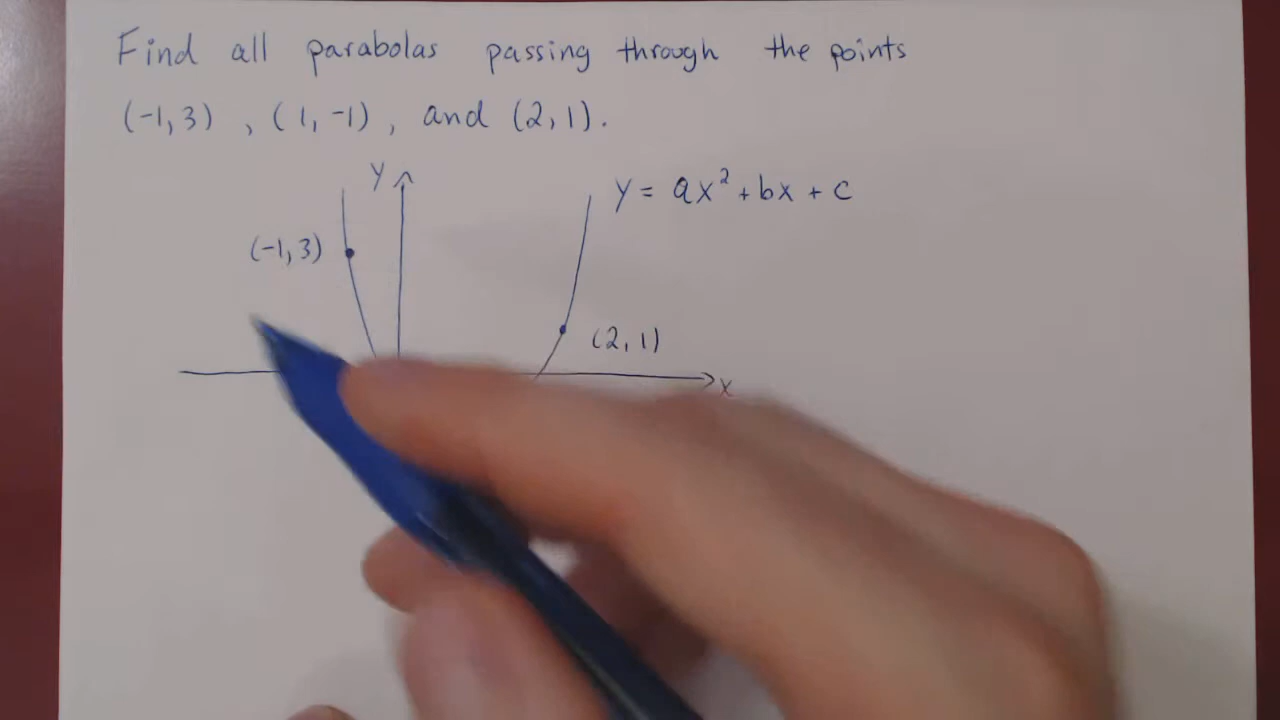 Find all parabolas passing through the points
(-1,3), (1,-1), and (2,1).
y
y = ax² + bx + c
(-1,3)
(2,1)
x